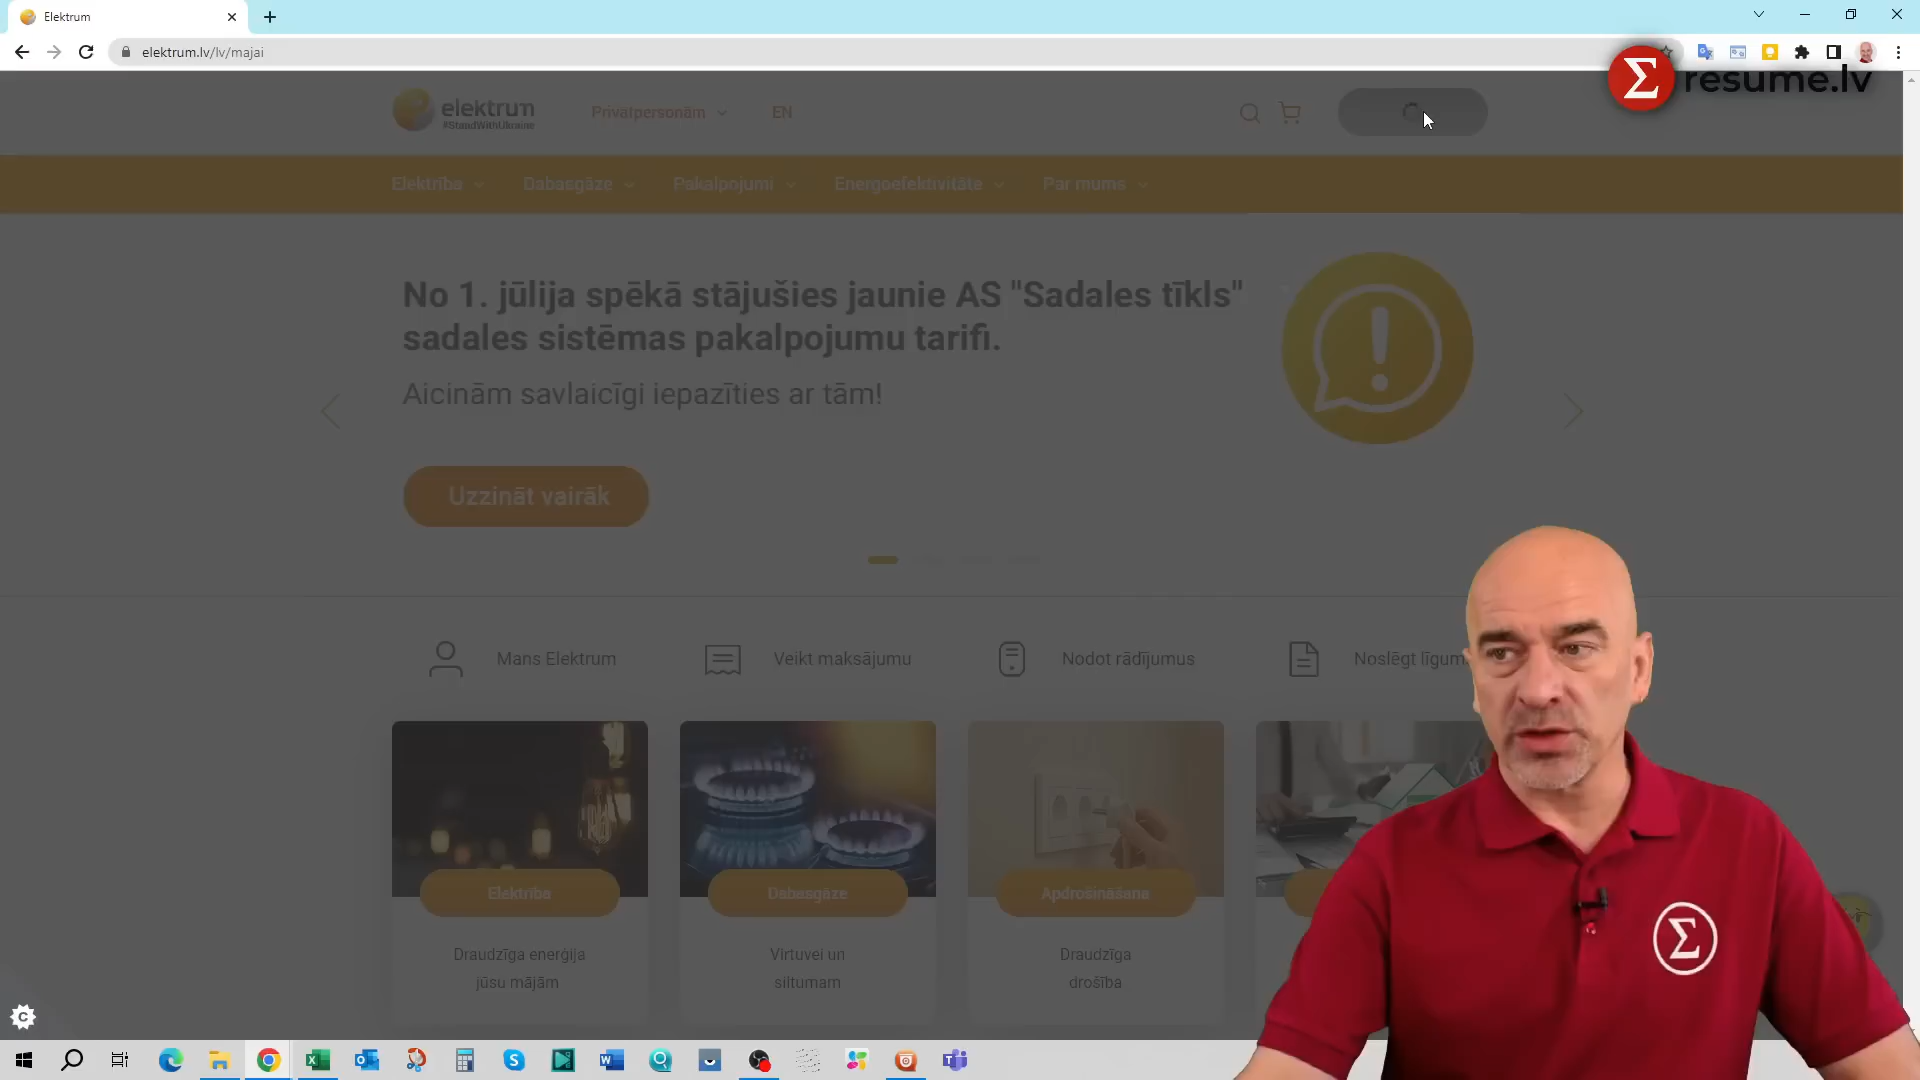 Elektrum
elektrum.lv/lv/majai
Σ resume.lv
elektrum
#StandWithUkraine
Privātpersonām
EN
Elektrība
Dabasgāze
Pakalpojumi
Energoefektivitāte
Par mums
No 1. jūlija spēkā stājušies jaunie AS "Sadales tīkls"
sadales sistēmas pakalpojumu tarifi.
Aicinām savlaicīgi iepazīties ar tām!
Uzzināt vairāk
Mans Elektrum
Veikt maksājumu
Nodot rādījumus
Noslēgt
Elektrība
Dabasgāze
Apdrošināšana
Draudzīga enerģija
jūsu mājām
Virtuvei un
siltumam
Draudzīga
drošība
Σ